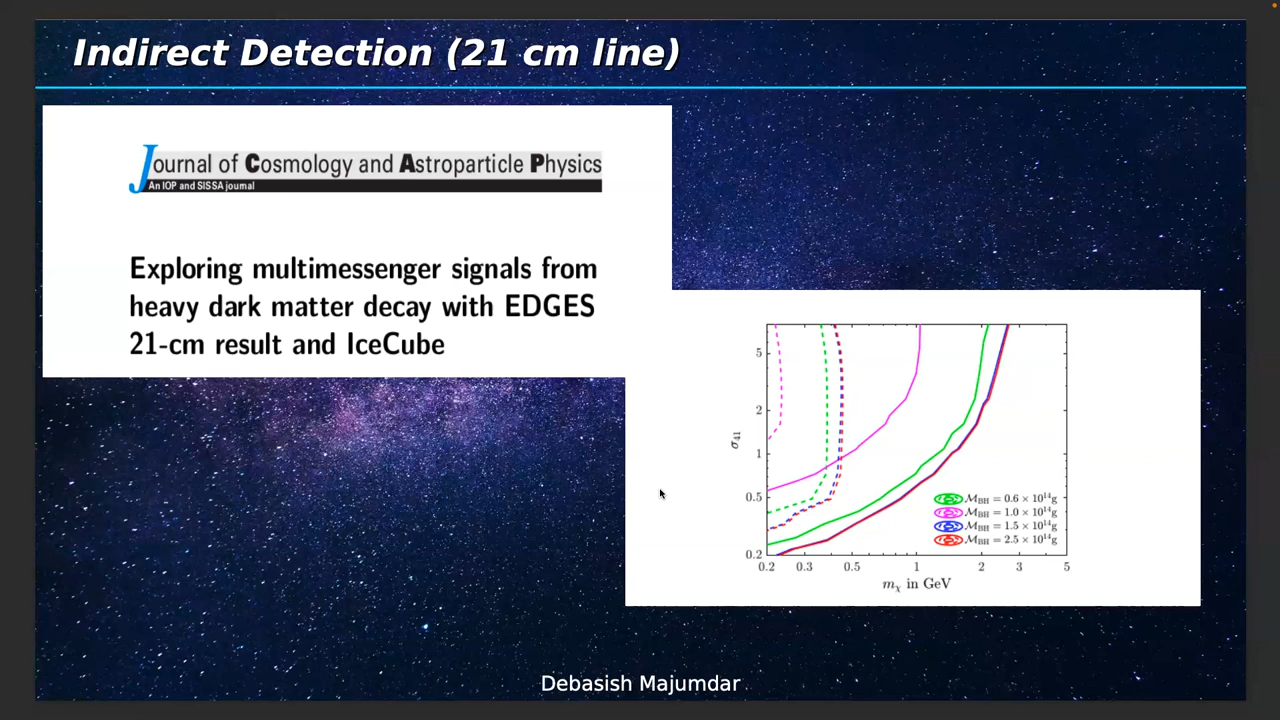 Indirect Detection (21 cm line)
Journal of Cosmology and Astroparticle Physics
An IOP and SISSA journal
Exploring multimessenger signals from
heavy dark matter decay with EDGES
21-cm result and IceCube
σ₄₁
5
2
1
0.5
0.2
M_BH = 0.6 × 10¹⁴g
M_BH = 1.0 × 10¹⁴g
M_BH = 1.5 × 10¹⁴g
M_BH = 2.5 × 10¹⁴g
0.2 0.3 0.5 1 2 3 5
m_χ in GeV
Debasish Majumdar